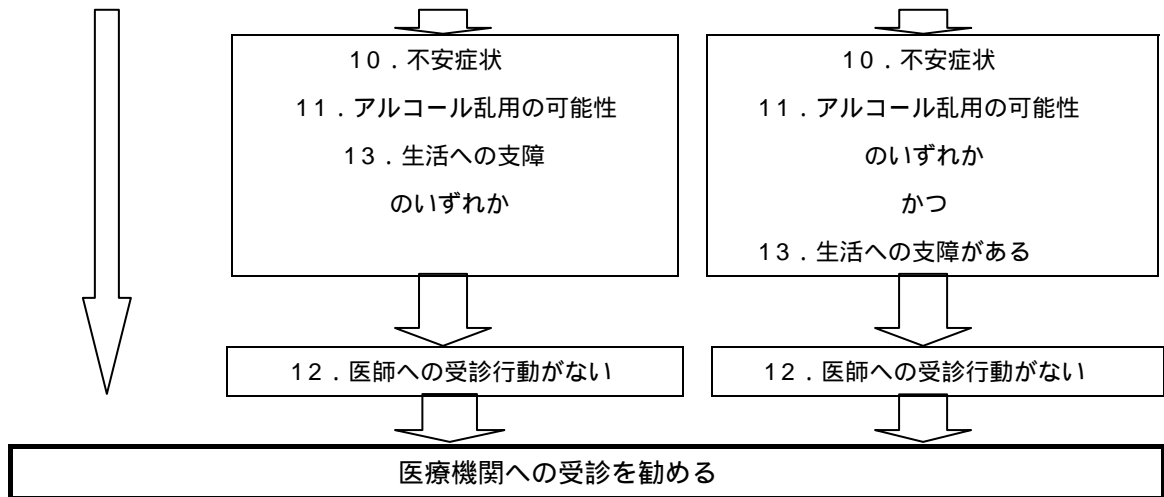 10．不安症状
11．アルコール乱用の可能性
13．生活への支障
のいずれか
10．不安症状
11．アルコール乱用の可能性
のいずれか
かつ
13．生活への支障がある
12．医師への受診行動がない
12．医師への受診行動がない
医療機関への受診を勧める